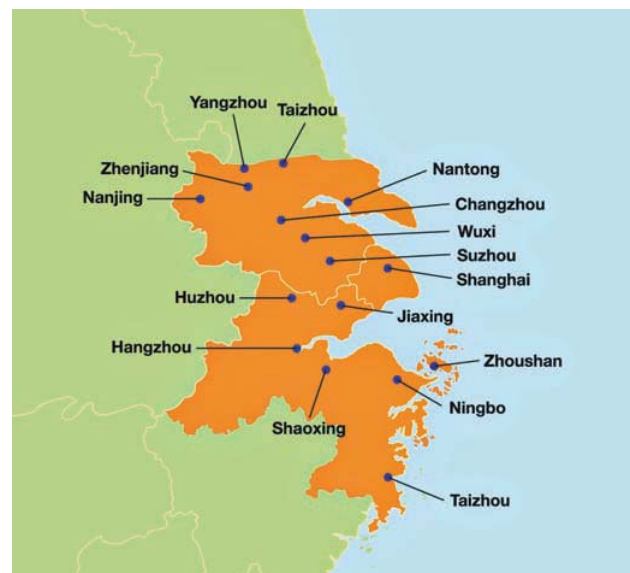 Yangzhou
Taizhou
Zhenjiang
Nantong
Nanjing
Changzhou
Wuxi
Suzhou
Shanghai
Huzhou
Jiaxing
Hangzhou
Zhoushan
Ningbo
Shaoxing
Taizhou